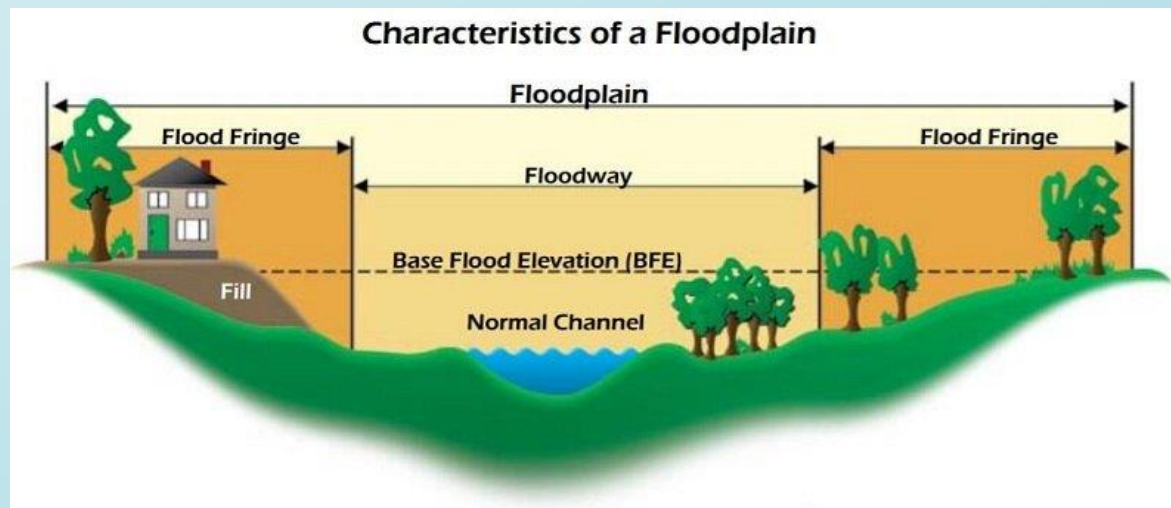 Characteristics of a Floodplain
Floodplain
Flood Fringe
Flood Fringe
Floodway
Base Flood Elevation (BFE)
Fill
Normal Channel